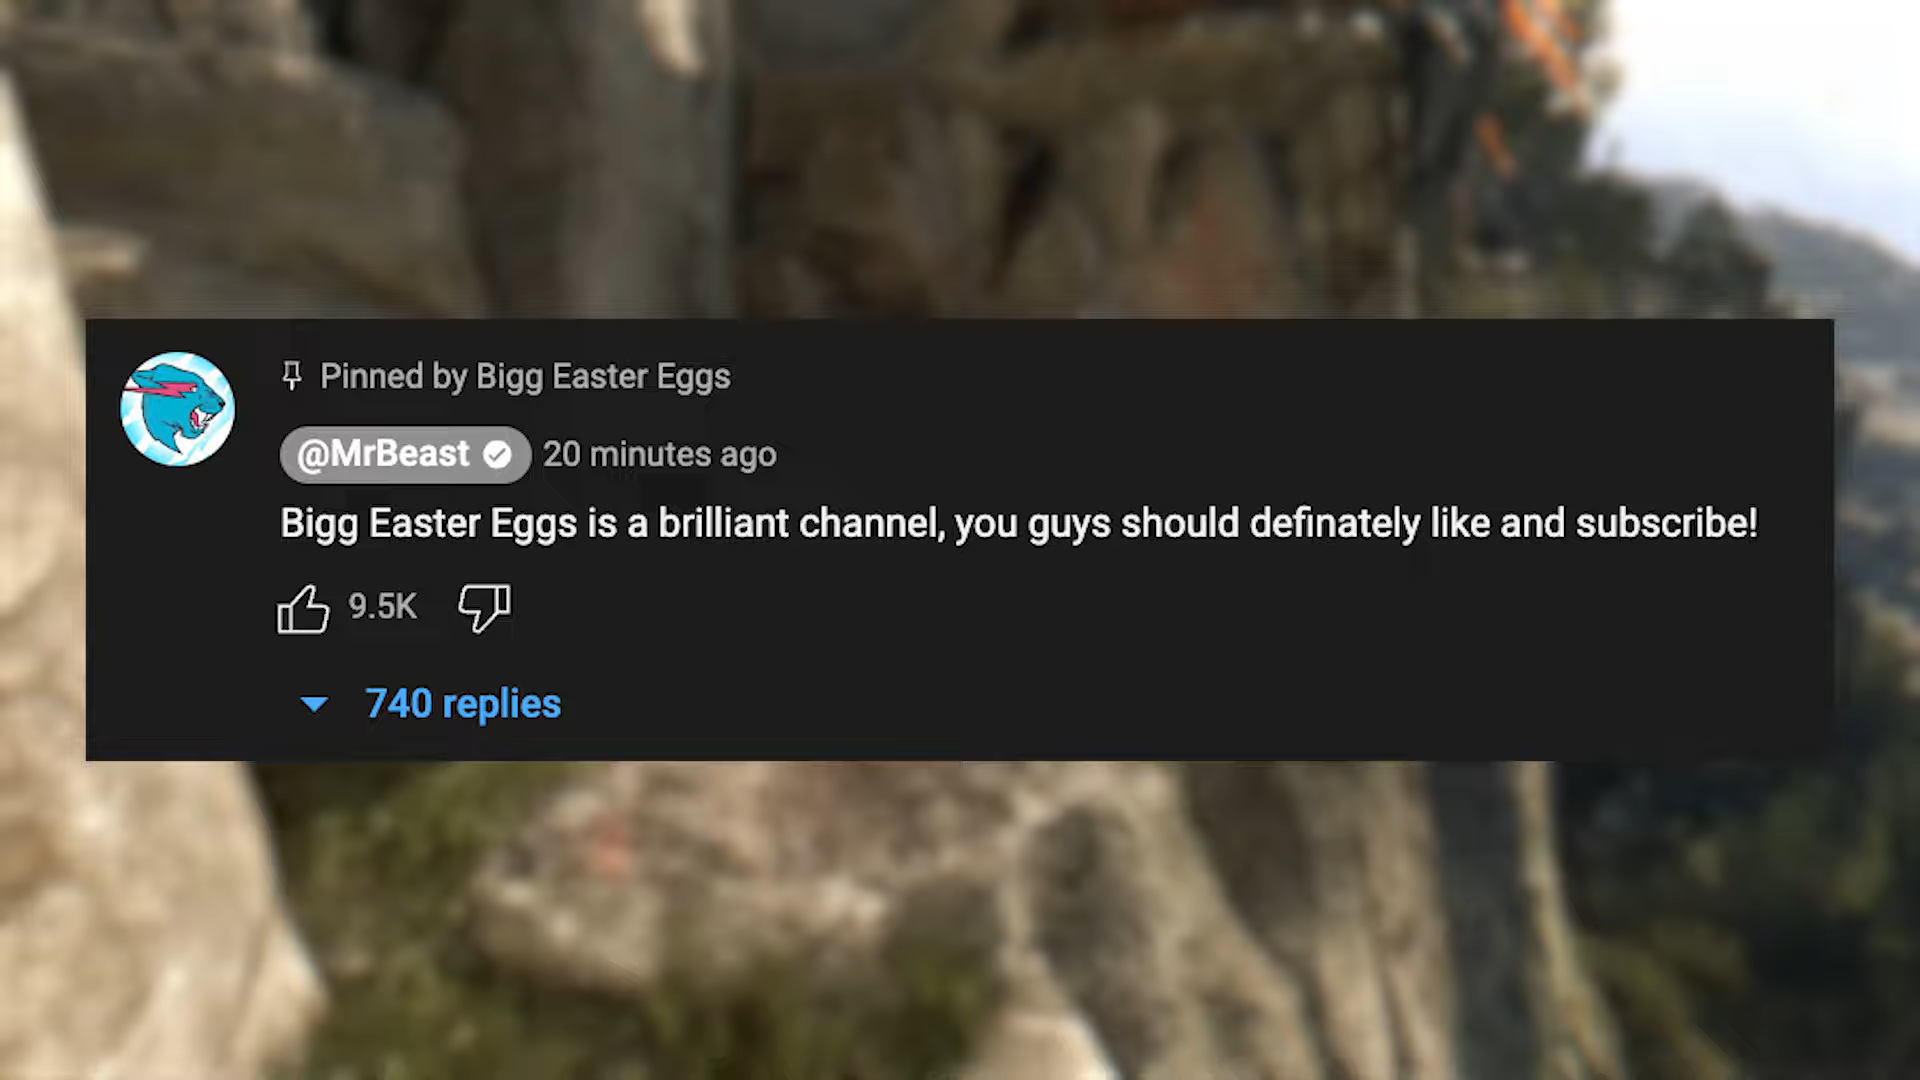 Pinned by Bigg Easter Eggs
@MrBeast 20 minutes ago
Bigg Easter Eggs is a brilliant channel, you guys should definately like and subscribe!
9.5K
740 replies